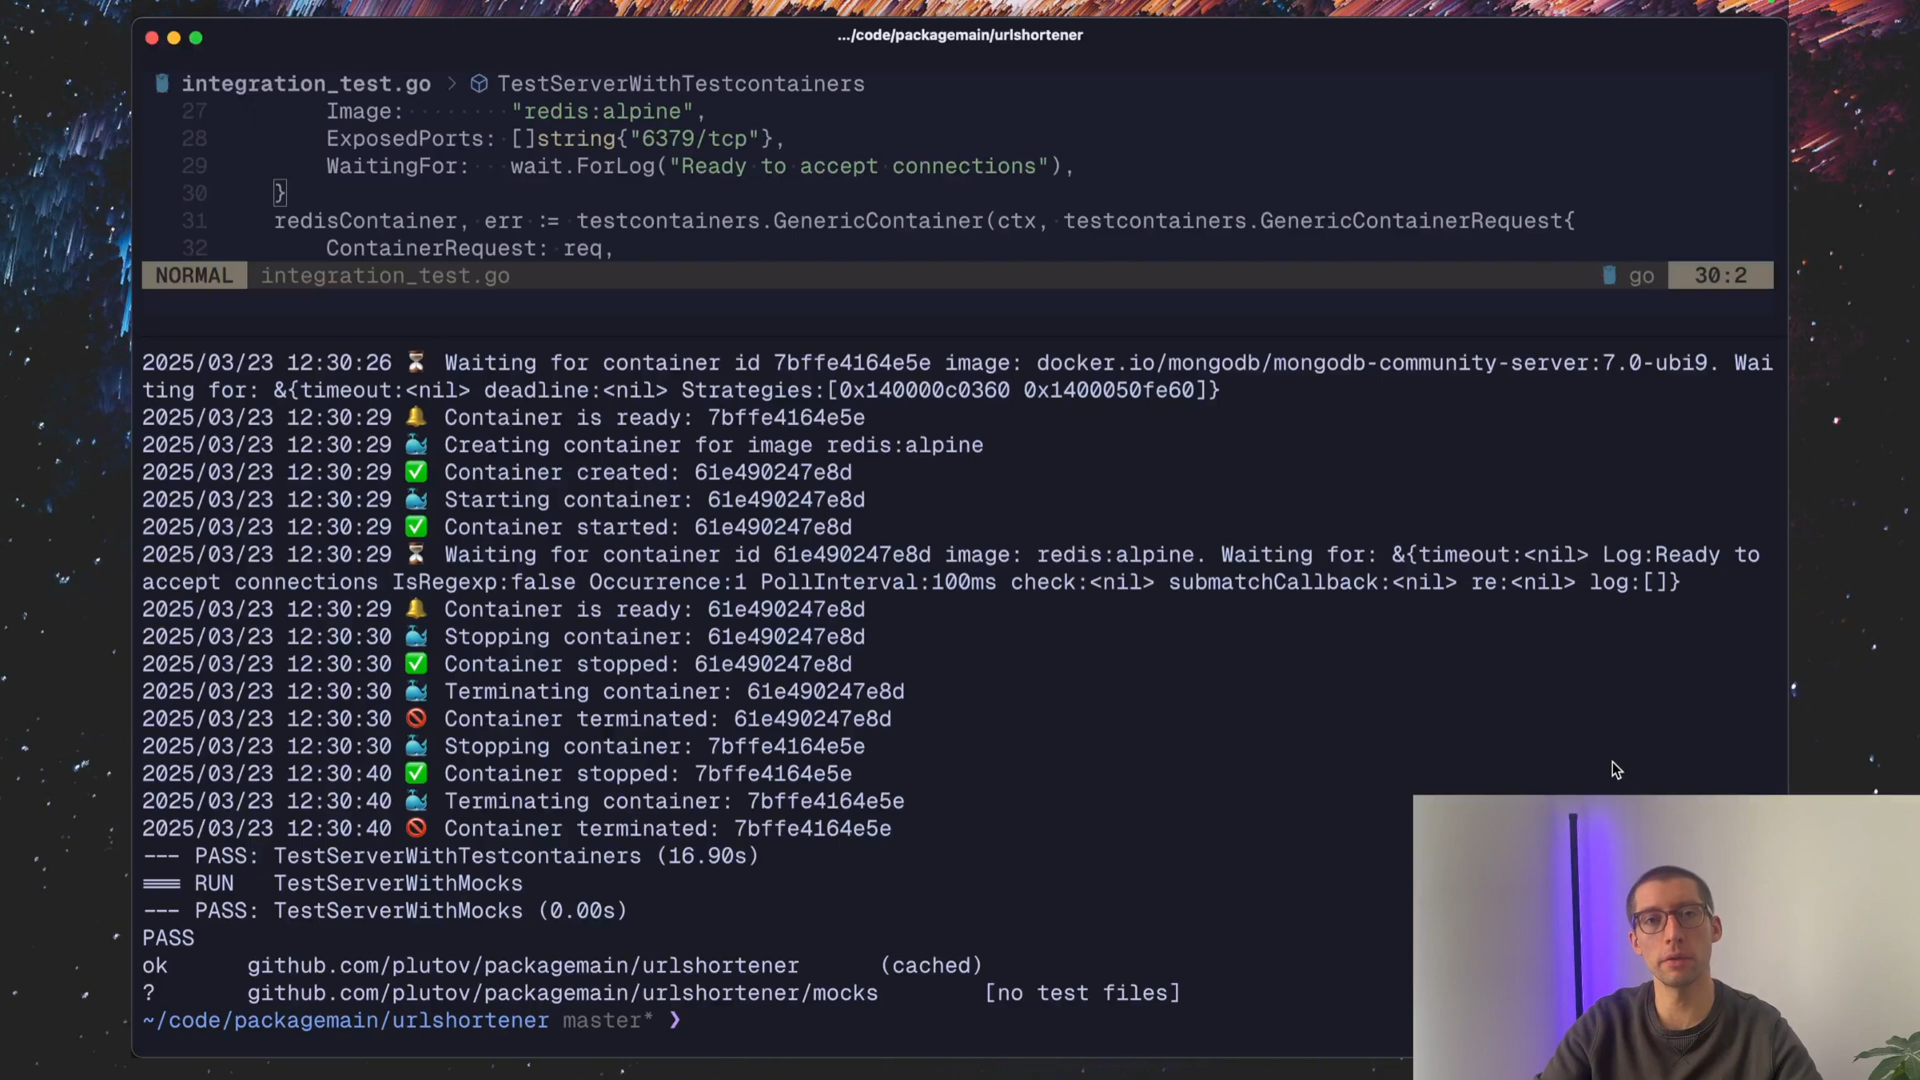 .../code/packagemain/urlshortener
integration_test.go > TestServerWithTestcontainers
27 Image: "redis:alpine",
28 ExposedPorts: []string{"6379/tcp"},
29 WaitingFor: wait.ForLog("Ready to accept connections"),
30 }
31 redisContainer, err := testcontainers.GenericContainer(ctx, testcontainers.GenericContainerRequest{
32 ContainerRequest: req,
NORMAL integration_test.go go 30:2
2025/03/23 12:30:26 ⏳ Waiting for container id 7bffe4164e5e image: docker.io/mongodb/mongodb-community-server:7.0-ubi9. Wai
ting for: &{timeout:<nil> deadline:<nil> Strategies:[0x140000c0360 0x1400050fe60]}
2025/03/23 12:30:29 🔔 Container is ready: 7bffe4164e5e
2025/03/23 12:30:29 🐳 Creating container for image redis:alpine
2025/03/23 12:30:29 ✅ Container created: 61e490247e8d
2025/03/23 12:30:29 🐳 Starting container: 61e490247e8d
2025/03/23 12:30:29 ✅ Container started: 61e490247e8d
2025/03/23 12:30:29 ⏳ Waiting for container id 61e490247e8d image: redis:alpine. Waiting for: &{timeout:<nil> Log:Ready to
accept connections IsRegexp:false Occurrence:1 PollInterval:100ms check:<nil> submatchCallback:<nil> re:<nil> log:[]}
2025/03/23 12:30:29 🔔 Container is ready: 61e490247e8d
2025/03/23 12:30:30 🐳 Stopping container: 61e490247e8d
2025/03/23 12:30:30 ✅ Container stopped: 61e490247e8d
2025/03/23 12:30:30 🐳 Terminating container: 61e490247e8d
2025/03/23 12:30:30 🚫 Container terminated: 61e490247e8d
2025/03/23 12:30:30 🐳 Stopping container: 7bffe4164e5e
2025/03/23 12:30:40 ✅ Container stopped: 7bffe4164e5e
2025/03/23 12:30:40 🐳 Terminating container: 7bffe4164e5e
2025/03/23 12:30:40 🚫 Container terminated: 7bffe4164e5e
--- PASS: TestServerWithTestcontainers (16.90s)
=== RUN TestServerWithMocks
--- PASS: TestServerWithMocks (0.00s)
PASS
ok github.com/plutov/packagemain/urlshortener (cached)
? github.com/plutov/packagemain/urlshortener/mocks [no test files]
~/code/packagemain/urlshortener master* ❯